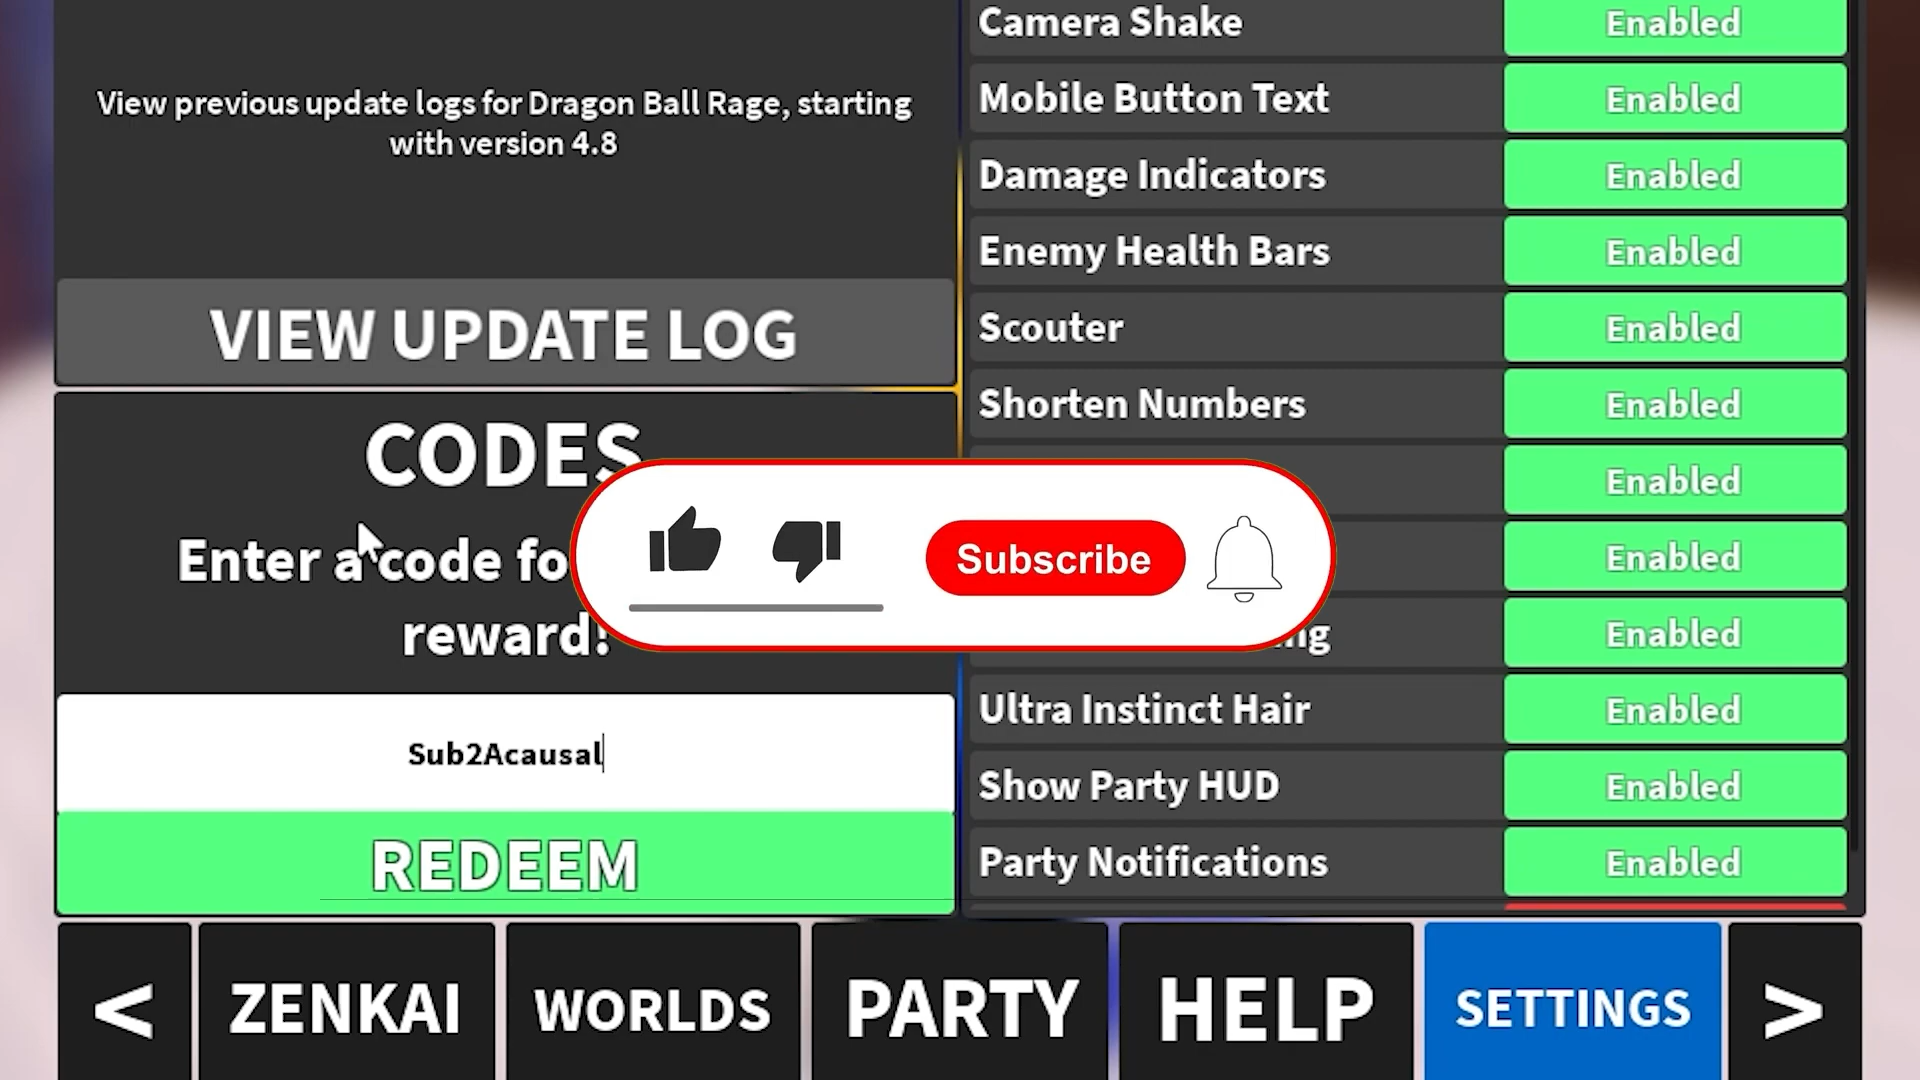 View previous update logs for Dragon Ball Rage, starting
with version 4.8
VIEW UPDATE LOG
CODES
Enter a code
reward!
Sub2Acausal
REDEEM
Camera Shake Enabled
Mobile Button Text Enabled
Damage Indicators Enabled
Enemy Health Bars Enabled
Scouter Enabled
Shorten Numbers Enabled
Enabled
Enabled
Enabled
Ultra Instinct Hair Enabled
Show Party HUD Enabled
Party Notifications Enabled
Subscribe
< ZENKAI WORLDS PARTY HELP SETTINGS >